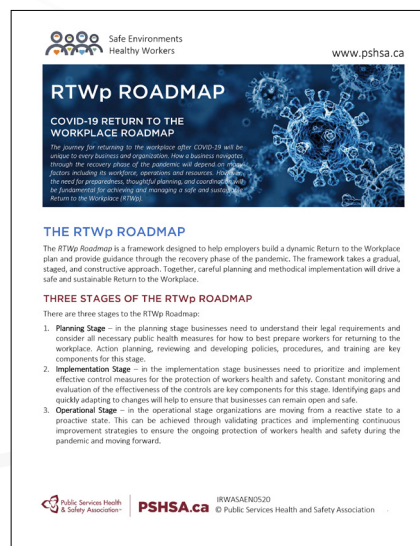 Safe Environments
Healthy Workers
www.pshsa.ca
RTWp ROADMAP
COVID-19 RETURN TO THE
WORKPLACE ROADMAP
The journey for returning to the workplace after COVID-19 will be
unique to every business and organization. How a business navigates
through the recovery phase of the pandemic will depend on many
factors including its workforce, operations and resources. However,
the need for preparedness, thoughtful planning, and coordination will
be fundamental for achieving and managing a safe and sustainable
Return to the Workplace (RTWp).
THE RTWp ROADMAP
The RTWp Roadmap is a framework designed to help employers build a dynamic Return to the Workplace
plan and provide guidance through the recovery phase of the pandemic. The framework takes a gradual,
staged, and constructive approach. Together, careful planning and methodical implementation will drive a
safe and sustainable Return to the Workplace.
THREE STAGES OF THE RTWp ROADMAP
There are three stages to the RTWp Roadmap:
1. Planning Stage – in the planning stage businesses need to understand their legal requirements and
consider all necessary public health measures for how to best prepare workers for returning to the
workplace. Action planning, reviewing and developing policies, procedures, and training are key
components for this stage.
2. Implementation Stage – in the implementation stage businesses need to prioritize and implement
effective control measures for the protection of workers health and safety. Constant monitoring and
evaluation of the effectiveness of the controls are key components for this stage. Identifying gaps and
quickly adapting to changes will help to ensure that businesses can remain open and safe.
3. Operational Stage – in the operational stage organizations are moving from a reactive state to a
proactive state. This can be achieved through validating practices and implementing continuous
improvement strategies to ensure the ongoing protection of workers health and safety during the
pandemic and moving forward.
Public Services Health
& Safety Association
PSHSA.ca
IRWASAEN0520
© Public Services Health and Safety Association